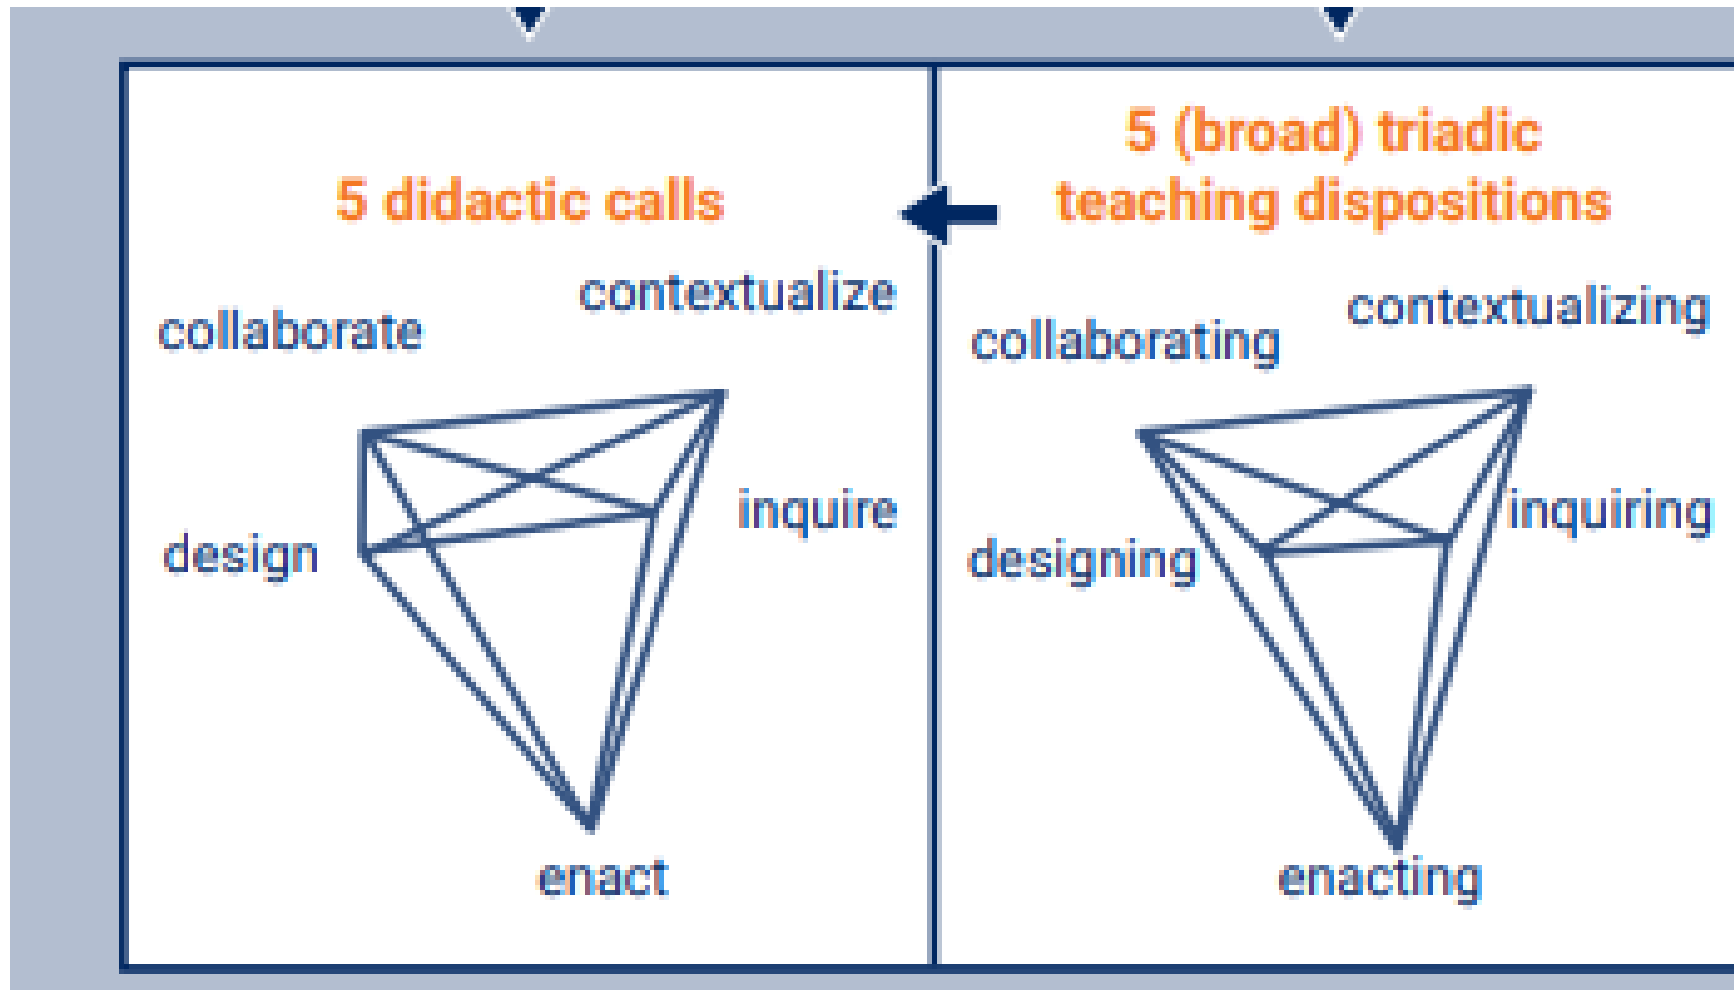 5 didactic calls
collaborate
contextualize
design
inquire
enact
5 (broad) triadic
teaching dispositions
collaborating
contextualizing
designing
inquiring
enacting